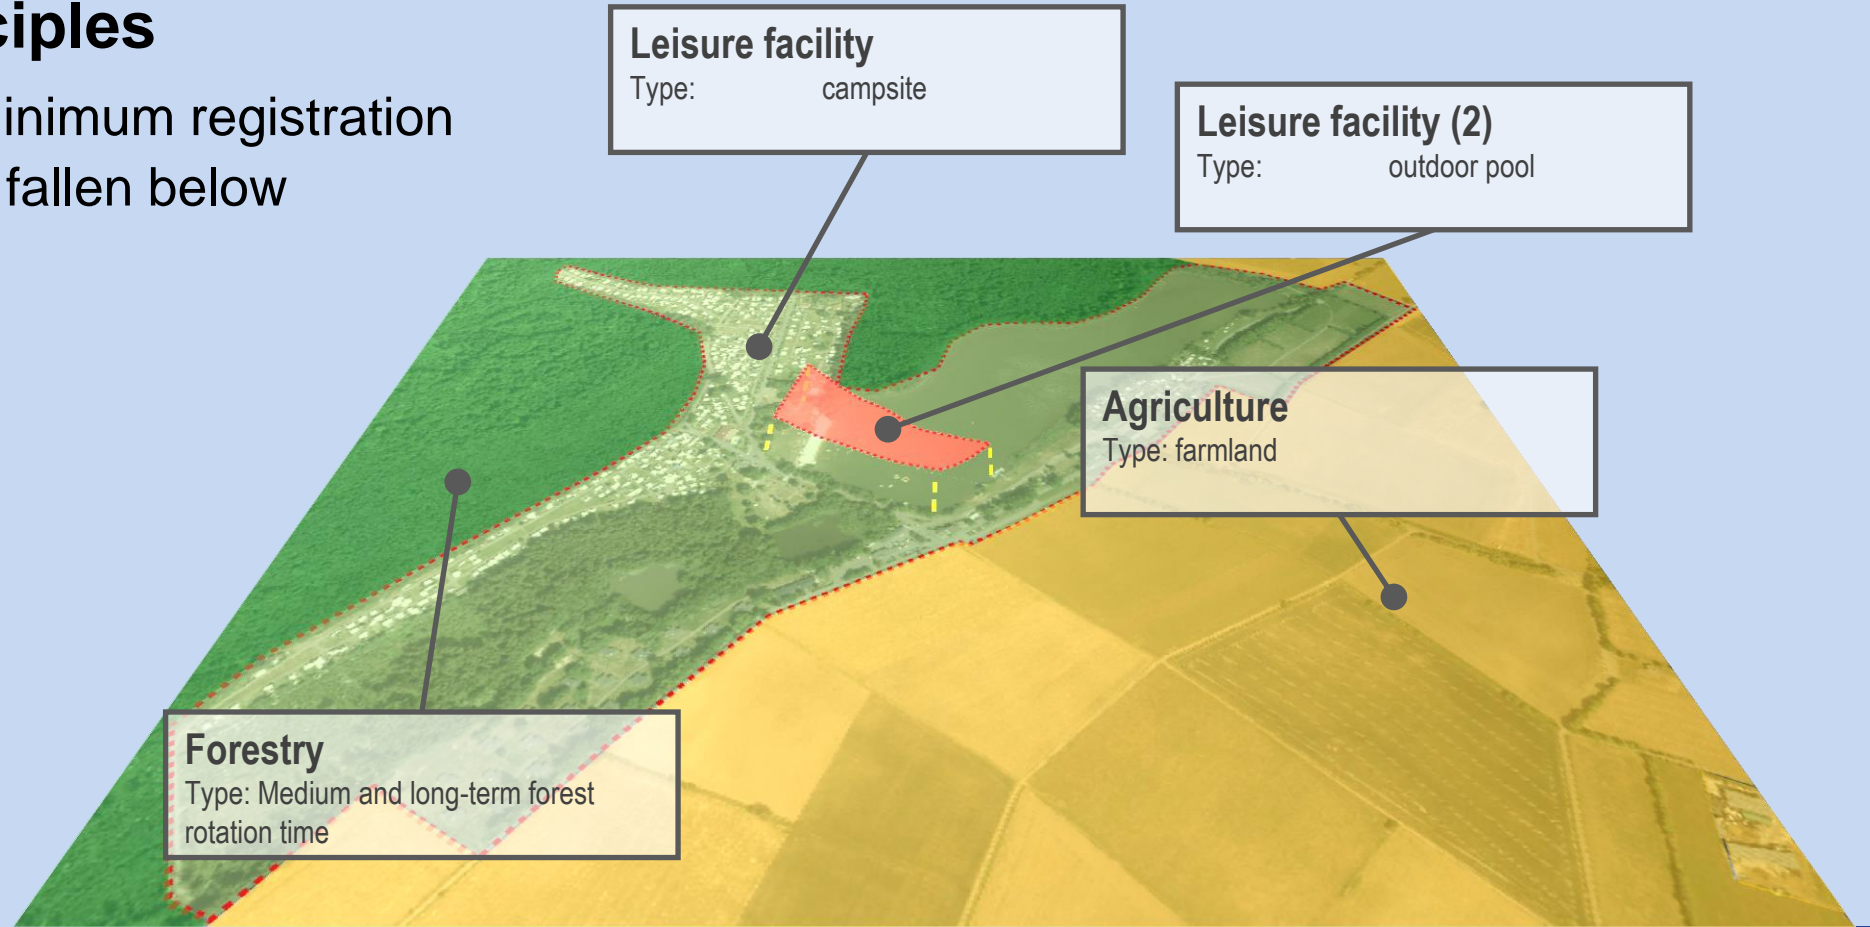 ciples
inimum registration
fallen below
Leisure facility
Type: campsite
Leisure facility (2)
Type: outdoor pool
Agriculture
Type: farmland
Forestry
Type: Medium and long-term forest
rotation time